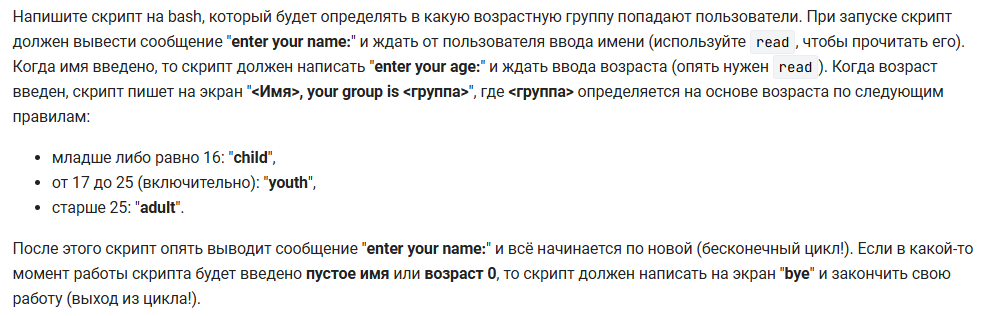 Напишите скрипт на bash, который будет определять в какую возрастную группу попадают пользователи. При запуске скрипт
должен вывести сообщение "enter your name:" и ждать от пользователя ввода имени (используйте read, чтобы прочитать его).
Когда имя введено, то скрипт должен написать "enter your age:" и ждать ввода возраста (опять нужен read). Когда возраст
введен, скрипт пишет на экран "<Имя>, your group is <группа>", где <группа> определяется на основе возраста по следующим
правилам:
• младше либо равно 16: "child",
• от 17 до 25 (включительно): "youth",
• старше 25: "adult".
После этого скрипт опять выводит сообщение "enter your name:" и всё начинается по новой (бесконечный цикл!). Если в какой-то
момент работы скрипта будет введено пустое имя или возраст 0, то скрипт должен написать на экран "bye" и закончить свою
работу (выход из цикла!).